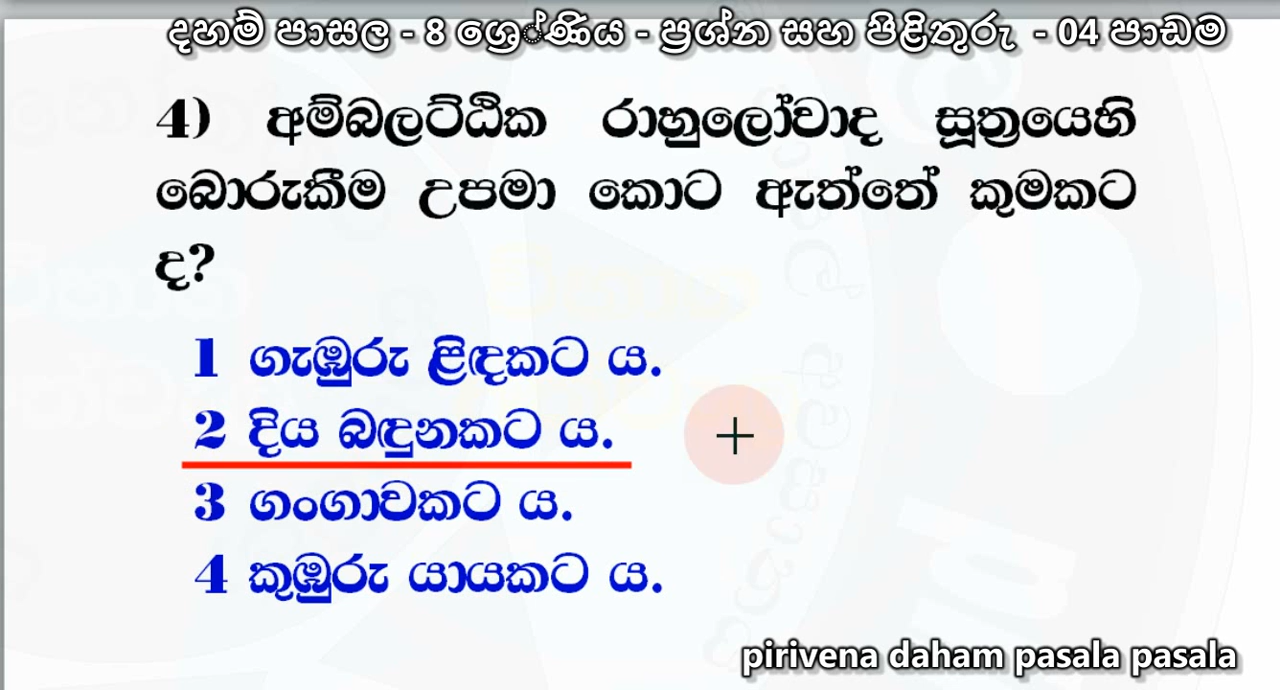 දහම් පාසල - 8 ශ්‍රේණිය - ප්‍රශ්න සහ පිළිතුරු - 04 පාඩම
4) අම්බලට්ඨික රාහුලෝවාද සූත්‍රයෙහි
බොරුකීම උපමා කොට ඇත්තේ කුමකට
ද?
1 ගැඹුරු ළිඳකට ය.
2 දිය බඳුනකට ය.
3 ගංගාවකට ය.
4 කුඹුරු යායකට ය.
pirivena daham pasala pasala